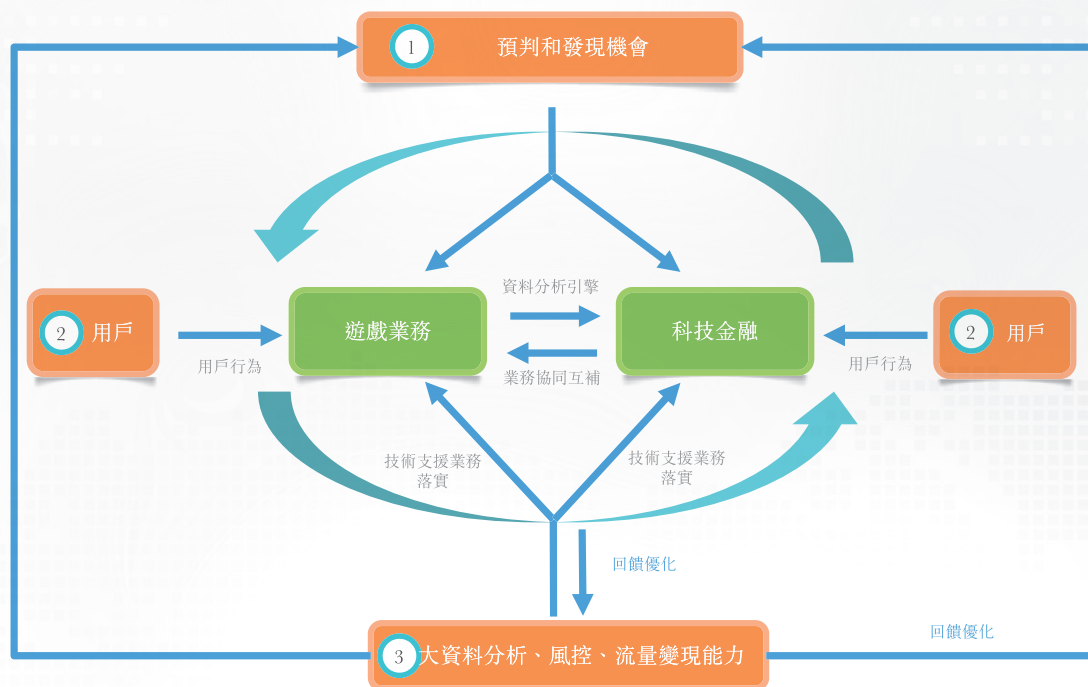 1 預判和發現機會
資料分析引擎
2 用戶
遊戲業務
科技金融
2 用戶
用戶行為
業務協同互補
用戶行為
技術支援業務
落實
技術支援業務
落實
回饋優化
回饋優化
3 大資料分析、風控、流量變現能力